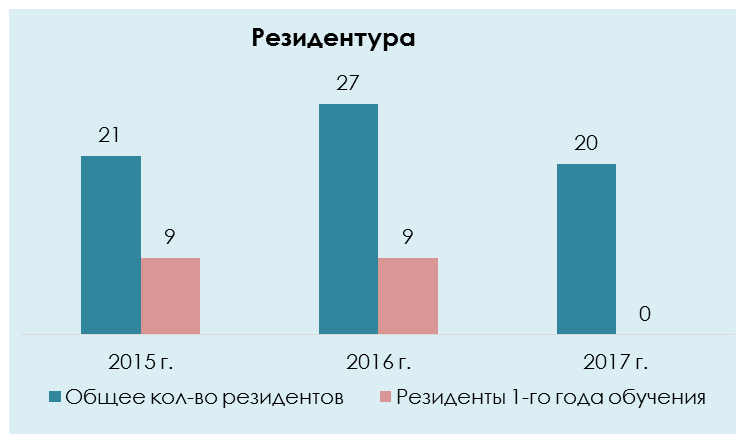 Резидентура
27
21
20
9
9
0
2015 г.
2016 г.
2017 г.
Общее кол-во резидентов
Резиденты 1-го года обучения